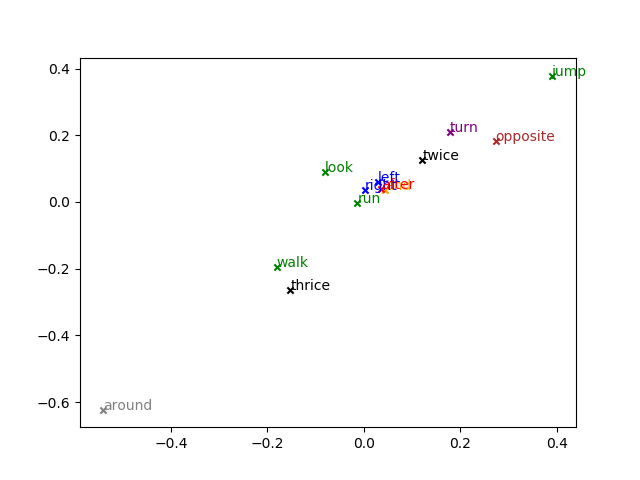 0.4
0.2
0.0
−0.2
−0.4
−0.6
jump
turn
opposite
twice
look
left
right
after
run
walk
thrice
around
−0.4
−0.2
0.0
0.2
0.4